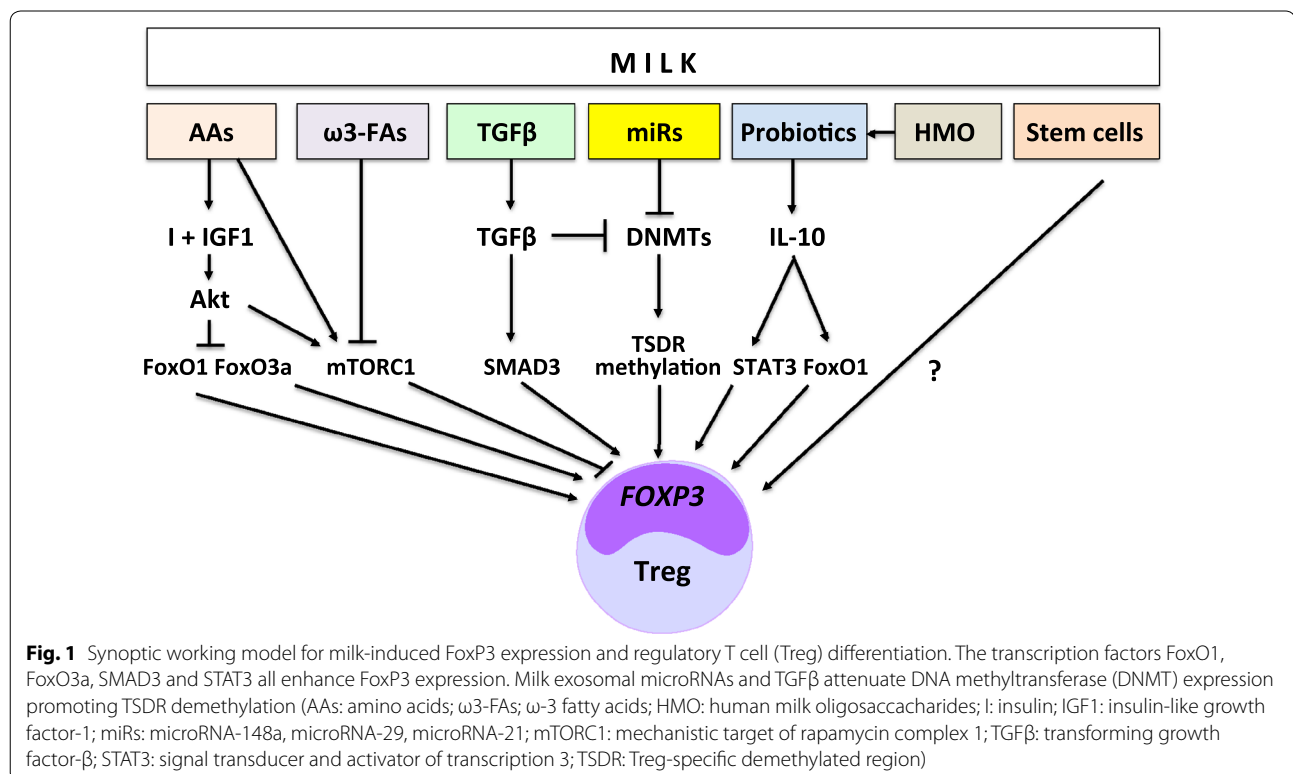 MILK
AAs ω3-FAs TGFβ miRs Probiotics HMO Stem cells
I + IGF1 TGFβ DNMTs IL-10
Akt
TSDR
FoxO1 FoxO3a mTORC1 SMAD3 methylation STAT3 FoxO1
?
FOXP3
Treg
Fig. 1 Synoptic working model for milk-induced FoxP3 expression and regulatory T cell (Treg) differentiation. The transcription factors FoxO1,
FoxO3a, SMAD3 and STAT3 all enhance FoxP3 expression. Milk exosomal microRNAs and TGFβ attenuate DNA methyltransferase (DNMT) expression
promoting TSDR demethylation (AAs: amino acids; ω3-FAs; ω-3 fatty acids; HMO: human milk oligosaccacharides; I: insulin; IGF1: insulin-like growth
factor-1; miRs: microRNA-148a, microRNA-29, microRNA-21; mTORC1: mechanistic target of rapamycin complex 1; TGFβ: transforming growth
factor-β; STAT3: signal transducer and activator of transcription 3; TSDR: Treg-specific demethylated region)